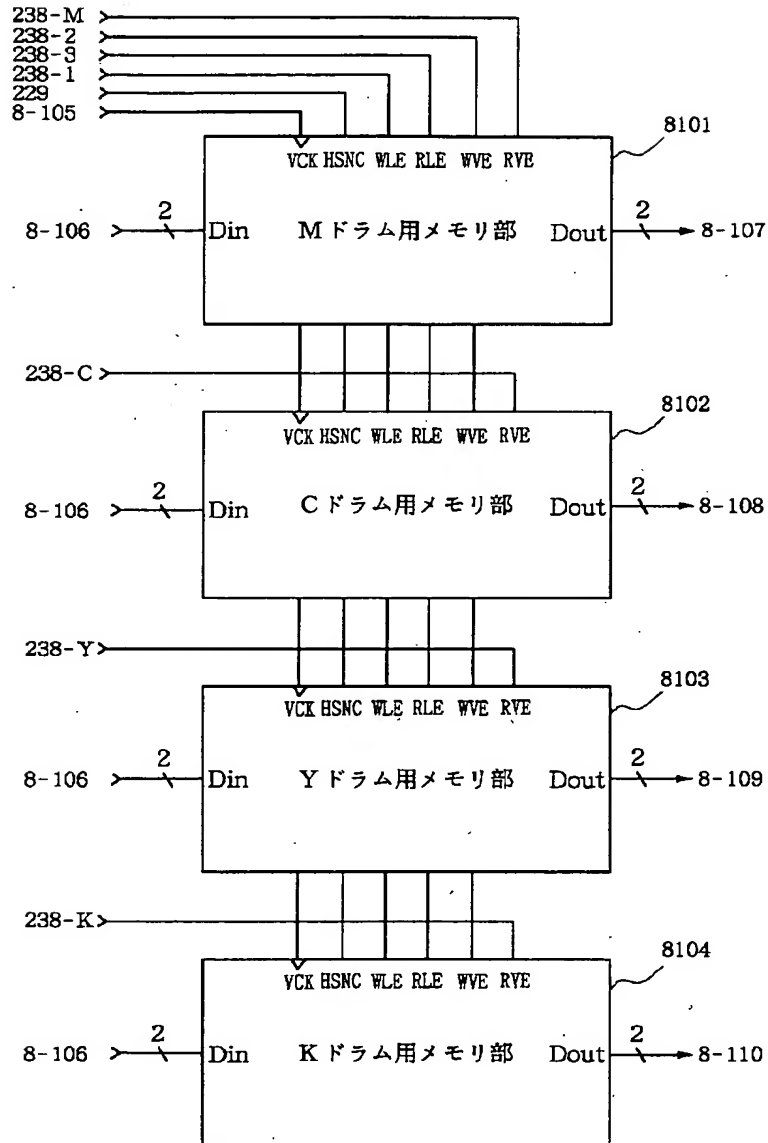 238-M
238-2
238-3
238-1
229
8-105
8101
VCK HSNC WLE RLE WVE RVE
8-106 2 Din Mドラム用メモリ部 Dout 2 8-107
238-C
8102
VCK HSNC WLE RLE WVE RVE
8-106 2 Din Cドラム用メモリ部 Dout 2 8-108
238-Y
8103
VCK HSNC WLE RLE WVE RVE
8-106 2 Din Yドラム用メモリ部 Dout 2 8-109
238-K
8104
VCK HSNC WLE RLE WVE RVE
8-106 2 Din Kドラム用メモリ部 Dout 2 8-110